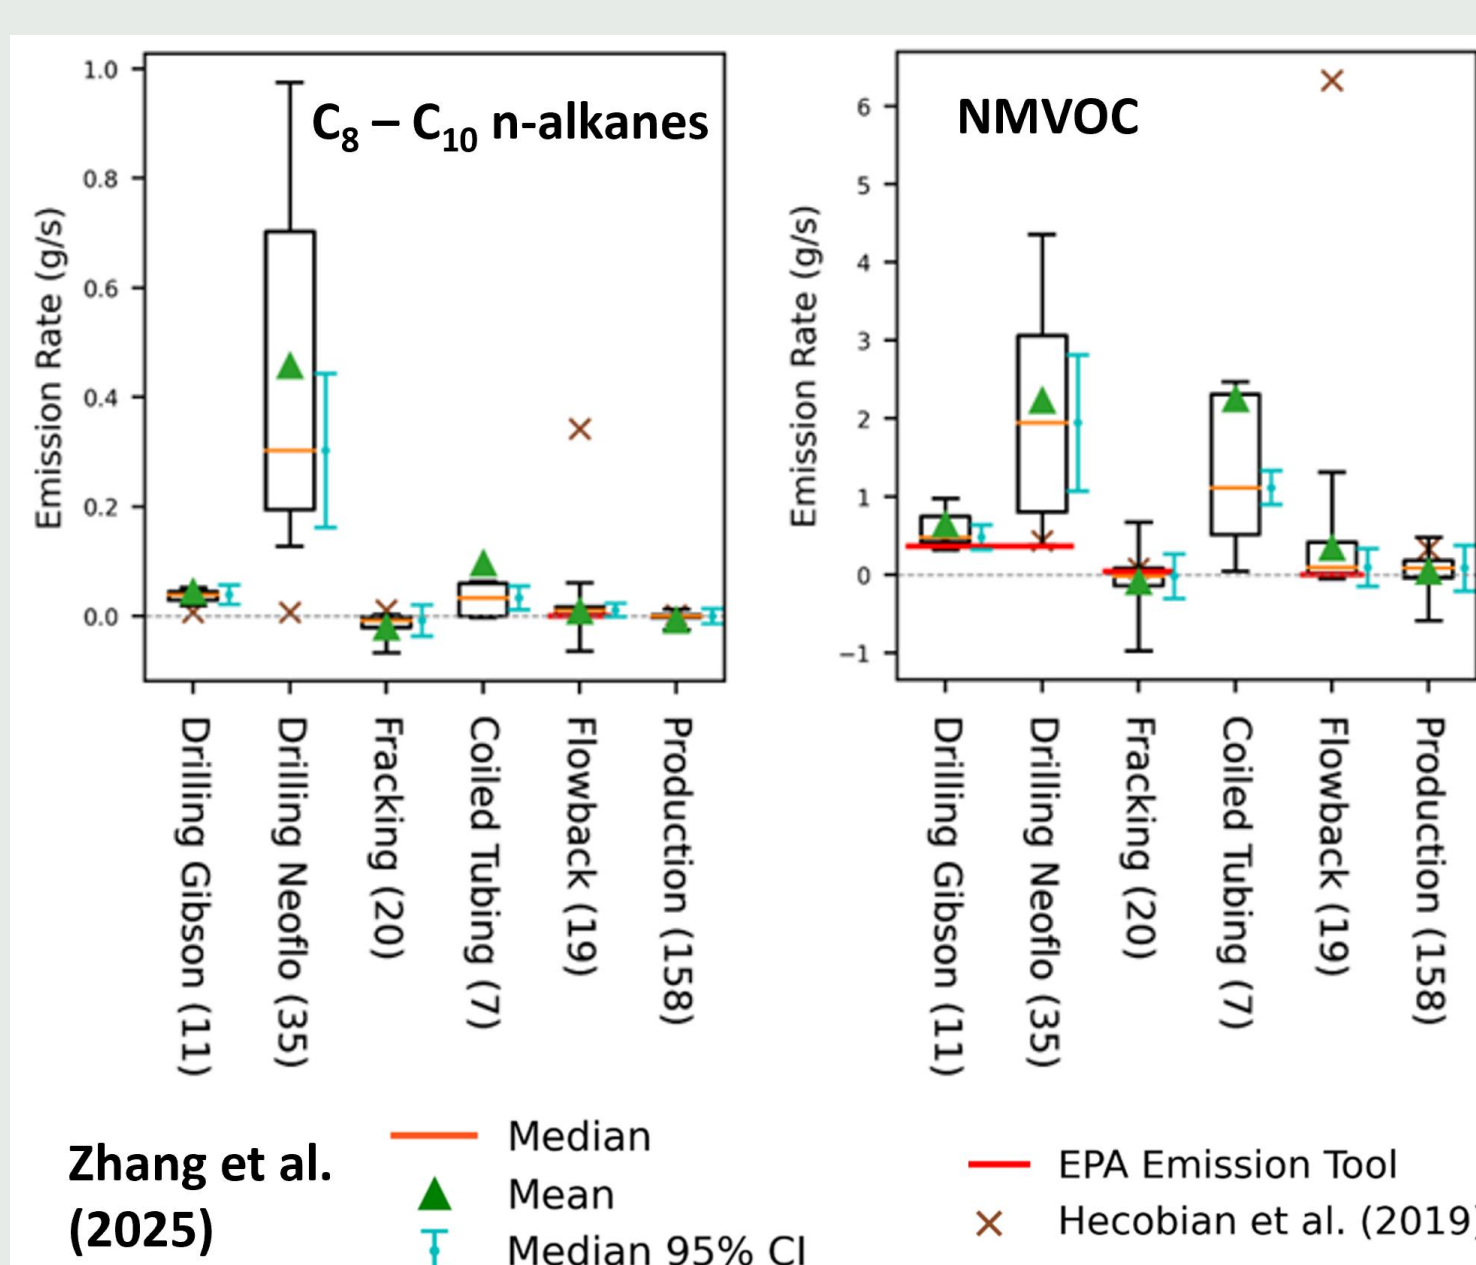 C8 – C10 n-alkanes
Emission Rate (g/s)
1.0
0.8
0.6
0.4
0.2
0.0
Drilling Gibson (11)
Drilling Neoflo (35)
Fracking (20)
Coiled Tubing (7)
Flowback (19)
Production (158)
NMVOC
Emission Rate (g/s)
6
5
4
3
2
1
0
−1
Drilling Gibson (11)
Drilling Neoflo (35)
Fracking (20)
Coiled Tubing (7)
Flowback (19)
Production (158)
Zhang et al.
(2025)
Median
Mean
Median 95% CI
EPA Emission Tool
Hecobian et al. (2019)